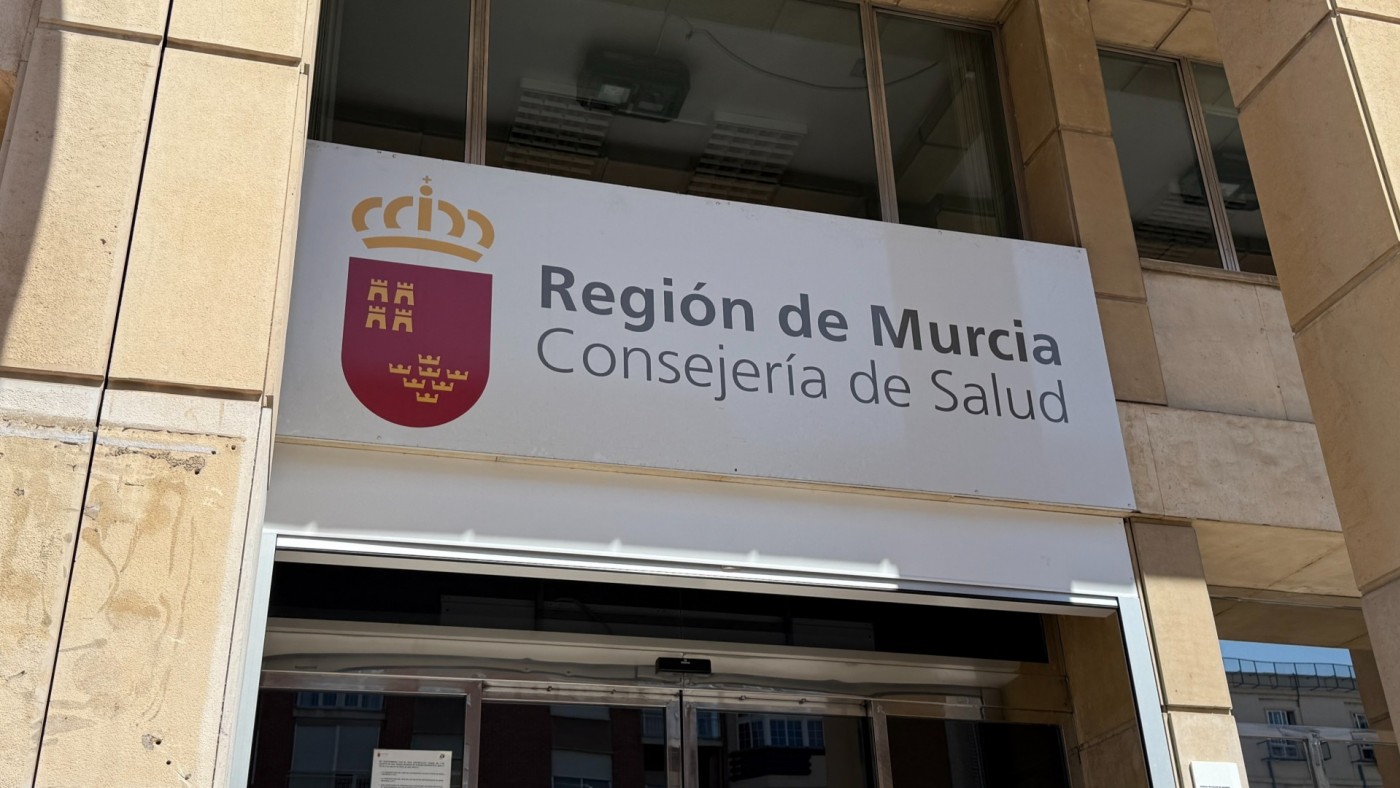 Región de Murcia
Consejería de Salud